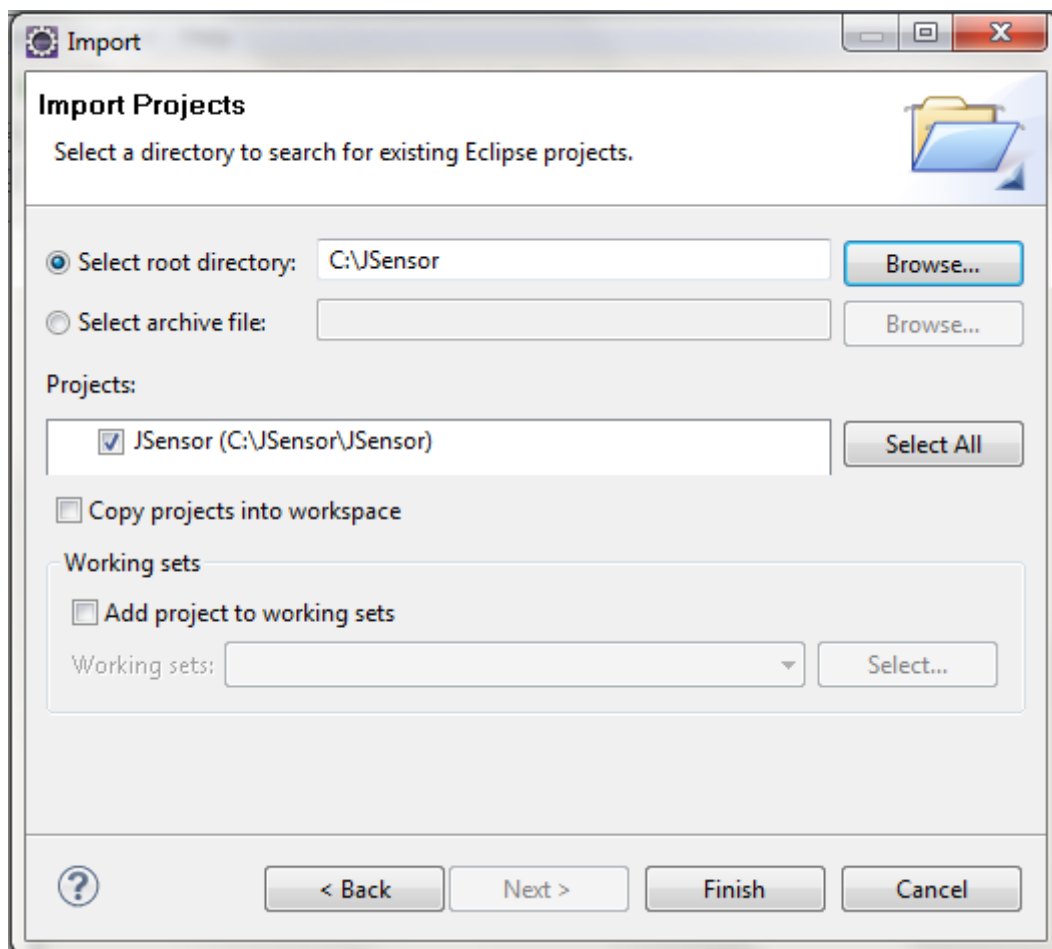 Import
Import Projects
Select a directory to search for existing Eclipse projects.
Select root directory: C:\JSensor Browse...
Select archive file: Browse...
Projects:
JSensor (C:\JSensor\JSensor) Select All
Copy projects into workspace
Working sets
Add project to working sets
Working sets: Select...
? < Back Next > Finish Cancel